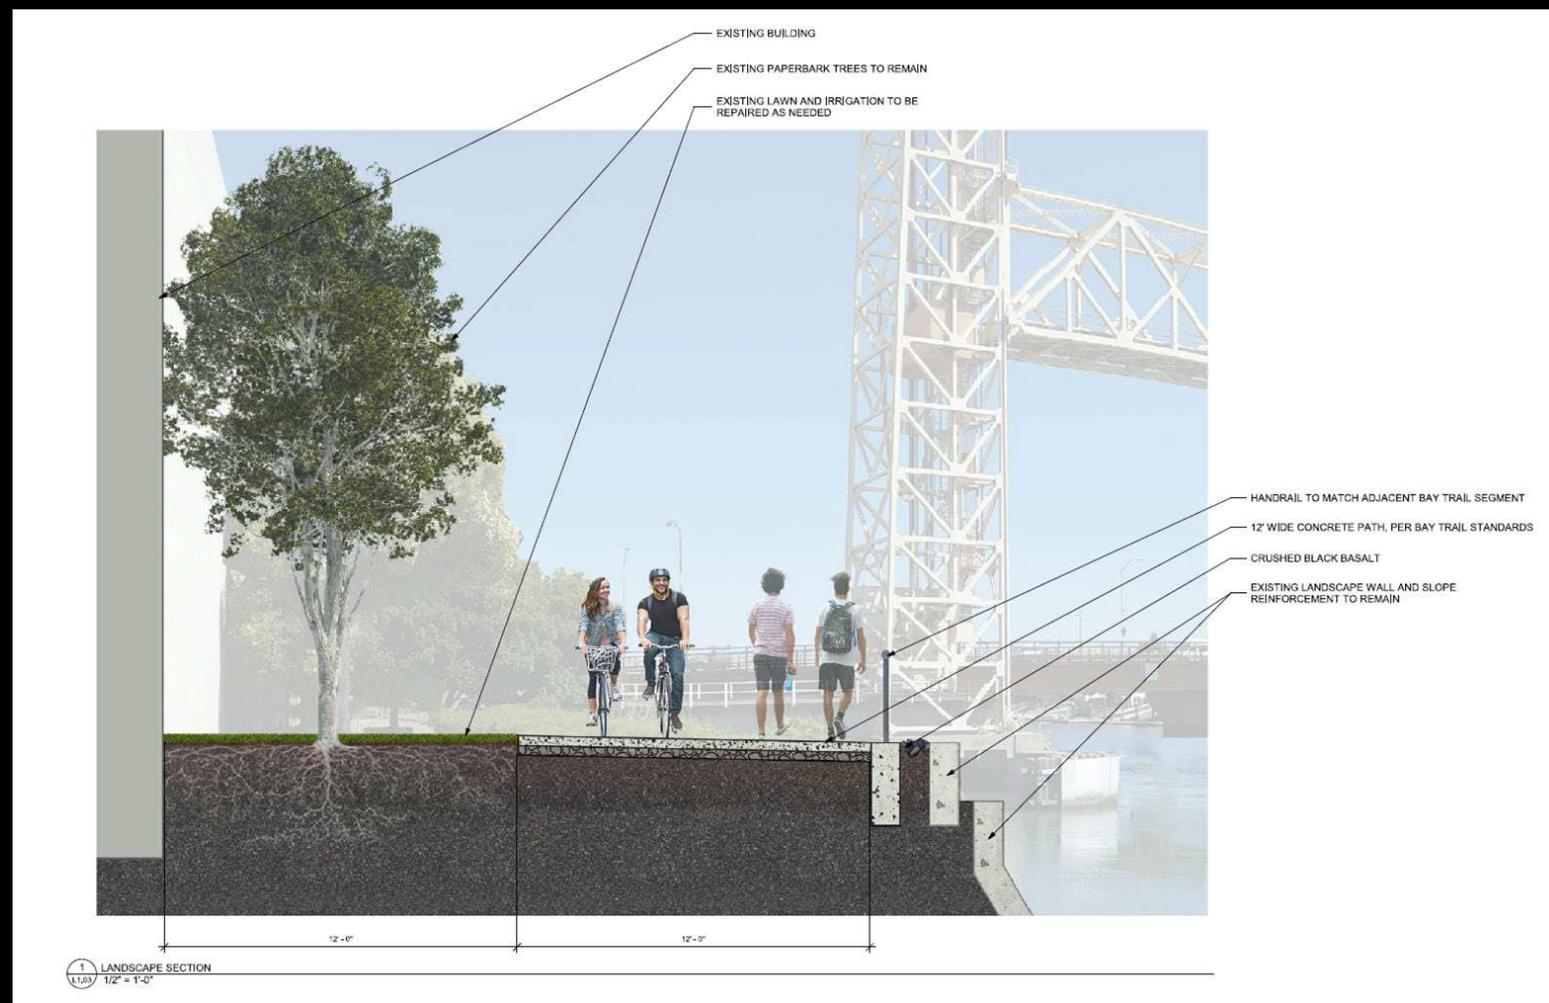 EXISTING BUILDING
EXISTING PAPERBARK TREES TO REMAIN
EXISTING LAWN AND IRRIGATION TO BE
REPAIRED AS NEEDED
HANDRAIL TO MATCH ADJACENT BAY TRAIL SEGMENT
12' WIDE CONCRETE PATH, PER BAY TRAIL STANDARDS
CRUSHED BLACK BASALT
EXISTING LANDSCAPE WALL AND SLOPE
REINFORCEMENT TO REMAIN
12'-0"
12'-0"
1
L1.03
LANDSCAPE SECTION
1/2" = 1'-0"